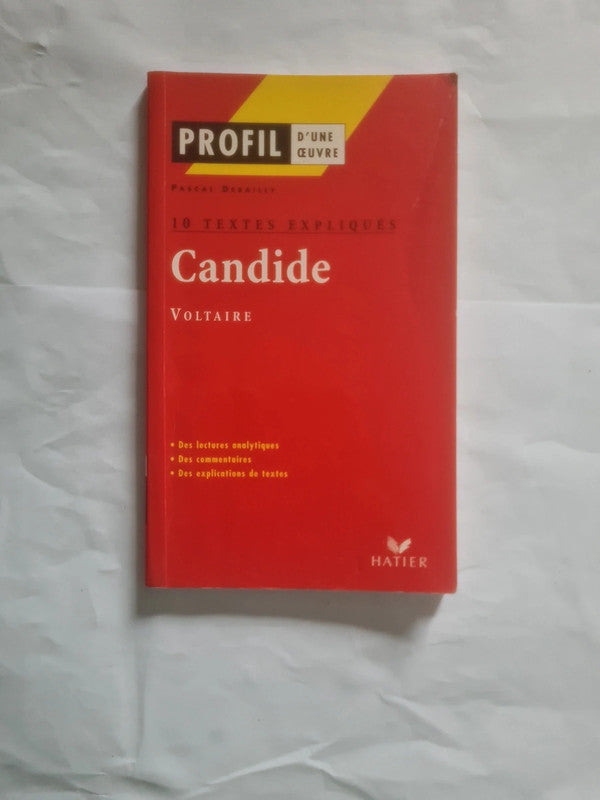 PROFIL D'UNE ŒUVRE
PASCAL DEBAILLY
10 TEXTES EXPLIQUÉS
Candide
VOLTAIRE
• Des lectures analytiques
• Des commentaires
• Des explications de textes
HATIER